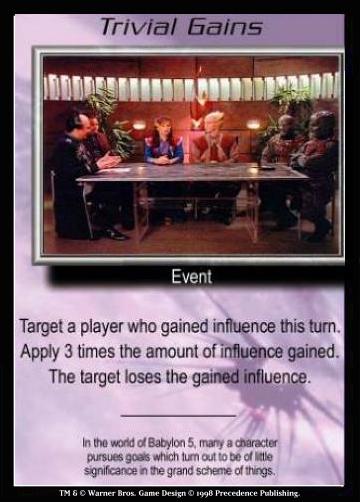 Trivial Gains
Event
Target a player who gained influence this turn.
Apply 3 times the amount of influence gained.
The target loses the gained influence.
In the world of Babylon 5, many a character
pursues goals which turn out to be of little
significance in the grand scheme of things.
TM & © Warner Bros. Game Design © 1998 Precedence Publishing.